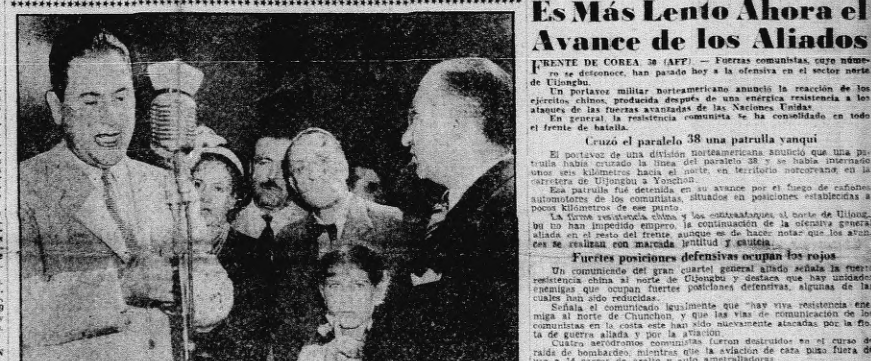 Es Más Lento Ahora el
Avance de los Aliados
FRENTE DE COREA, 30 (AFP). — Fuerzas comunistas, cuyo núme-
ro se desconoce, han pasado hoy a la ofensiva en el sector norte
de Uijongbu.
Un portavoz militar norteamericano anunció la reacción de los
ejércitos chinos, producida después de una enérgica resistencia a los
ataques de las fuerzas avanzadas de las Naciones Unidas.
En general, la resistencia comunista se ha consolidado en todo
el frente de batalla.
Cruzó el paralelo 38 una patrulla yanqui
El portavoz de una división norteamericana anunció que una pa-
trulla había cruzado la línea del paralelo 38 y se había internado
unos seis kilómetros hacia el norte, en territorio norcoreano, en la
carretera de Uijongbu a Yonchon.
Esa patrulla fué detenida en su avance por el fuego de cañones
automotores de los comunistas, situados en posiciones establecidas a
pocos kilómetros de ese punto.
La firme resistencia china y los contraataques al norte de Uijong-
bu no han impedido empero, la continuación de la ofensiva general
aliada en el resto del frente, aunque es de hacer notar que los avan-
ces se realizan con marcada lentitud y cautela.
Fuertes posiciones defensivas ocupan los rojos
Un comunicado del gran cuartel general aliado señala la fuerte
resistencia china al norte de Uijongbu y destaca que hay unidades
enemigas que ocupan fuertes posiciones defensivas, algunas de las
cuales han sido reducidas.
Señala el comunicado igualmente que "hay viva resistencia ene-
miga al norte de Chunchon, y que las vías de comunicación de los
comunistas en la costa este han sido nuevamente atacadas por la flo-
ta de guerra aliada y por la aviación.
Cuatro aeródromos comunistas fueron destruidos en el curso de
raids de bombardeo, mientras que la aviación de caza puso fuera de